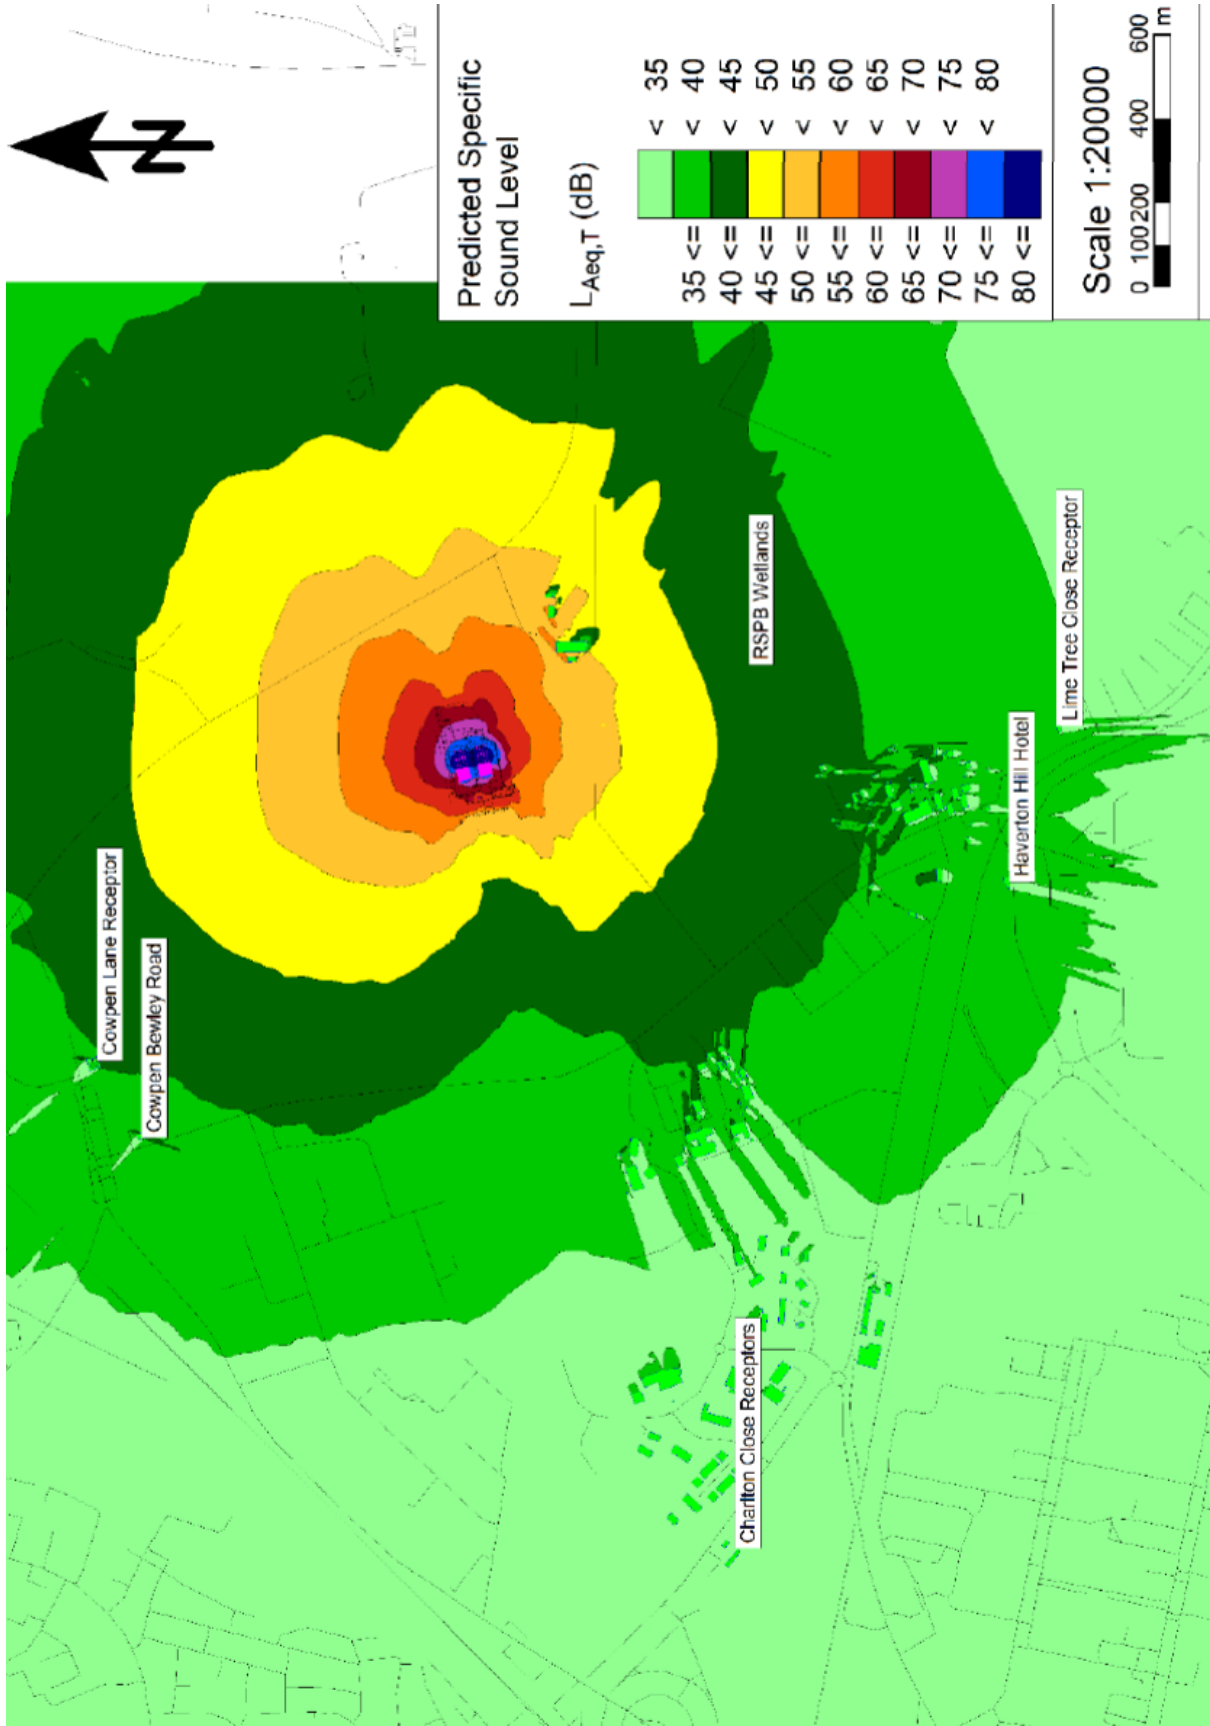 N
Predicted Specific
Sound Level
LAeq,T (dB)
< 35
35 <= < 40
40 <= < 45
45 <= < 50
50 <= < 55
55 <= < 60
60 <= < 65
65 <= < 70
70 <= < 75
75 <= < 80
80 <=
Scale 1:20000
0 100 200 400 600
m
Cowpen Lane Receptor
Cowpen Bewley Road
RSPB Wetlands
Lime Tree Close Receptor
Haverton Hill Hotel
Charlton Close Receptors